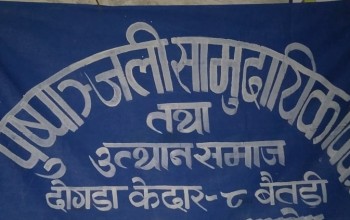 पुष्पाञ्जली सामुदायिक
तथा
उत्थान समाज
दोगडा केदार-८ बैतडी